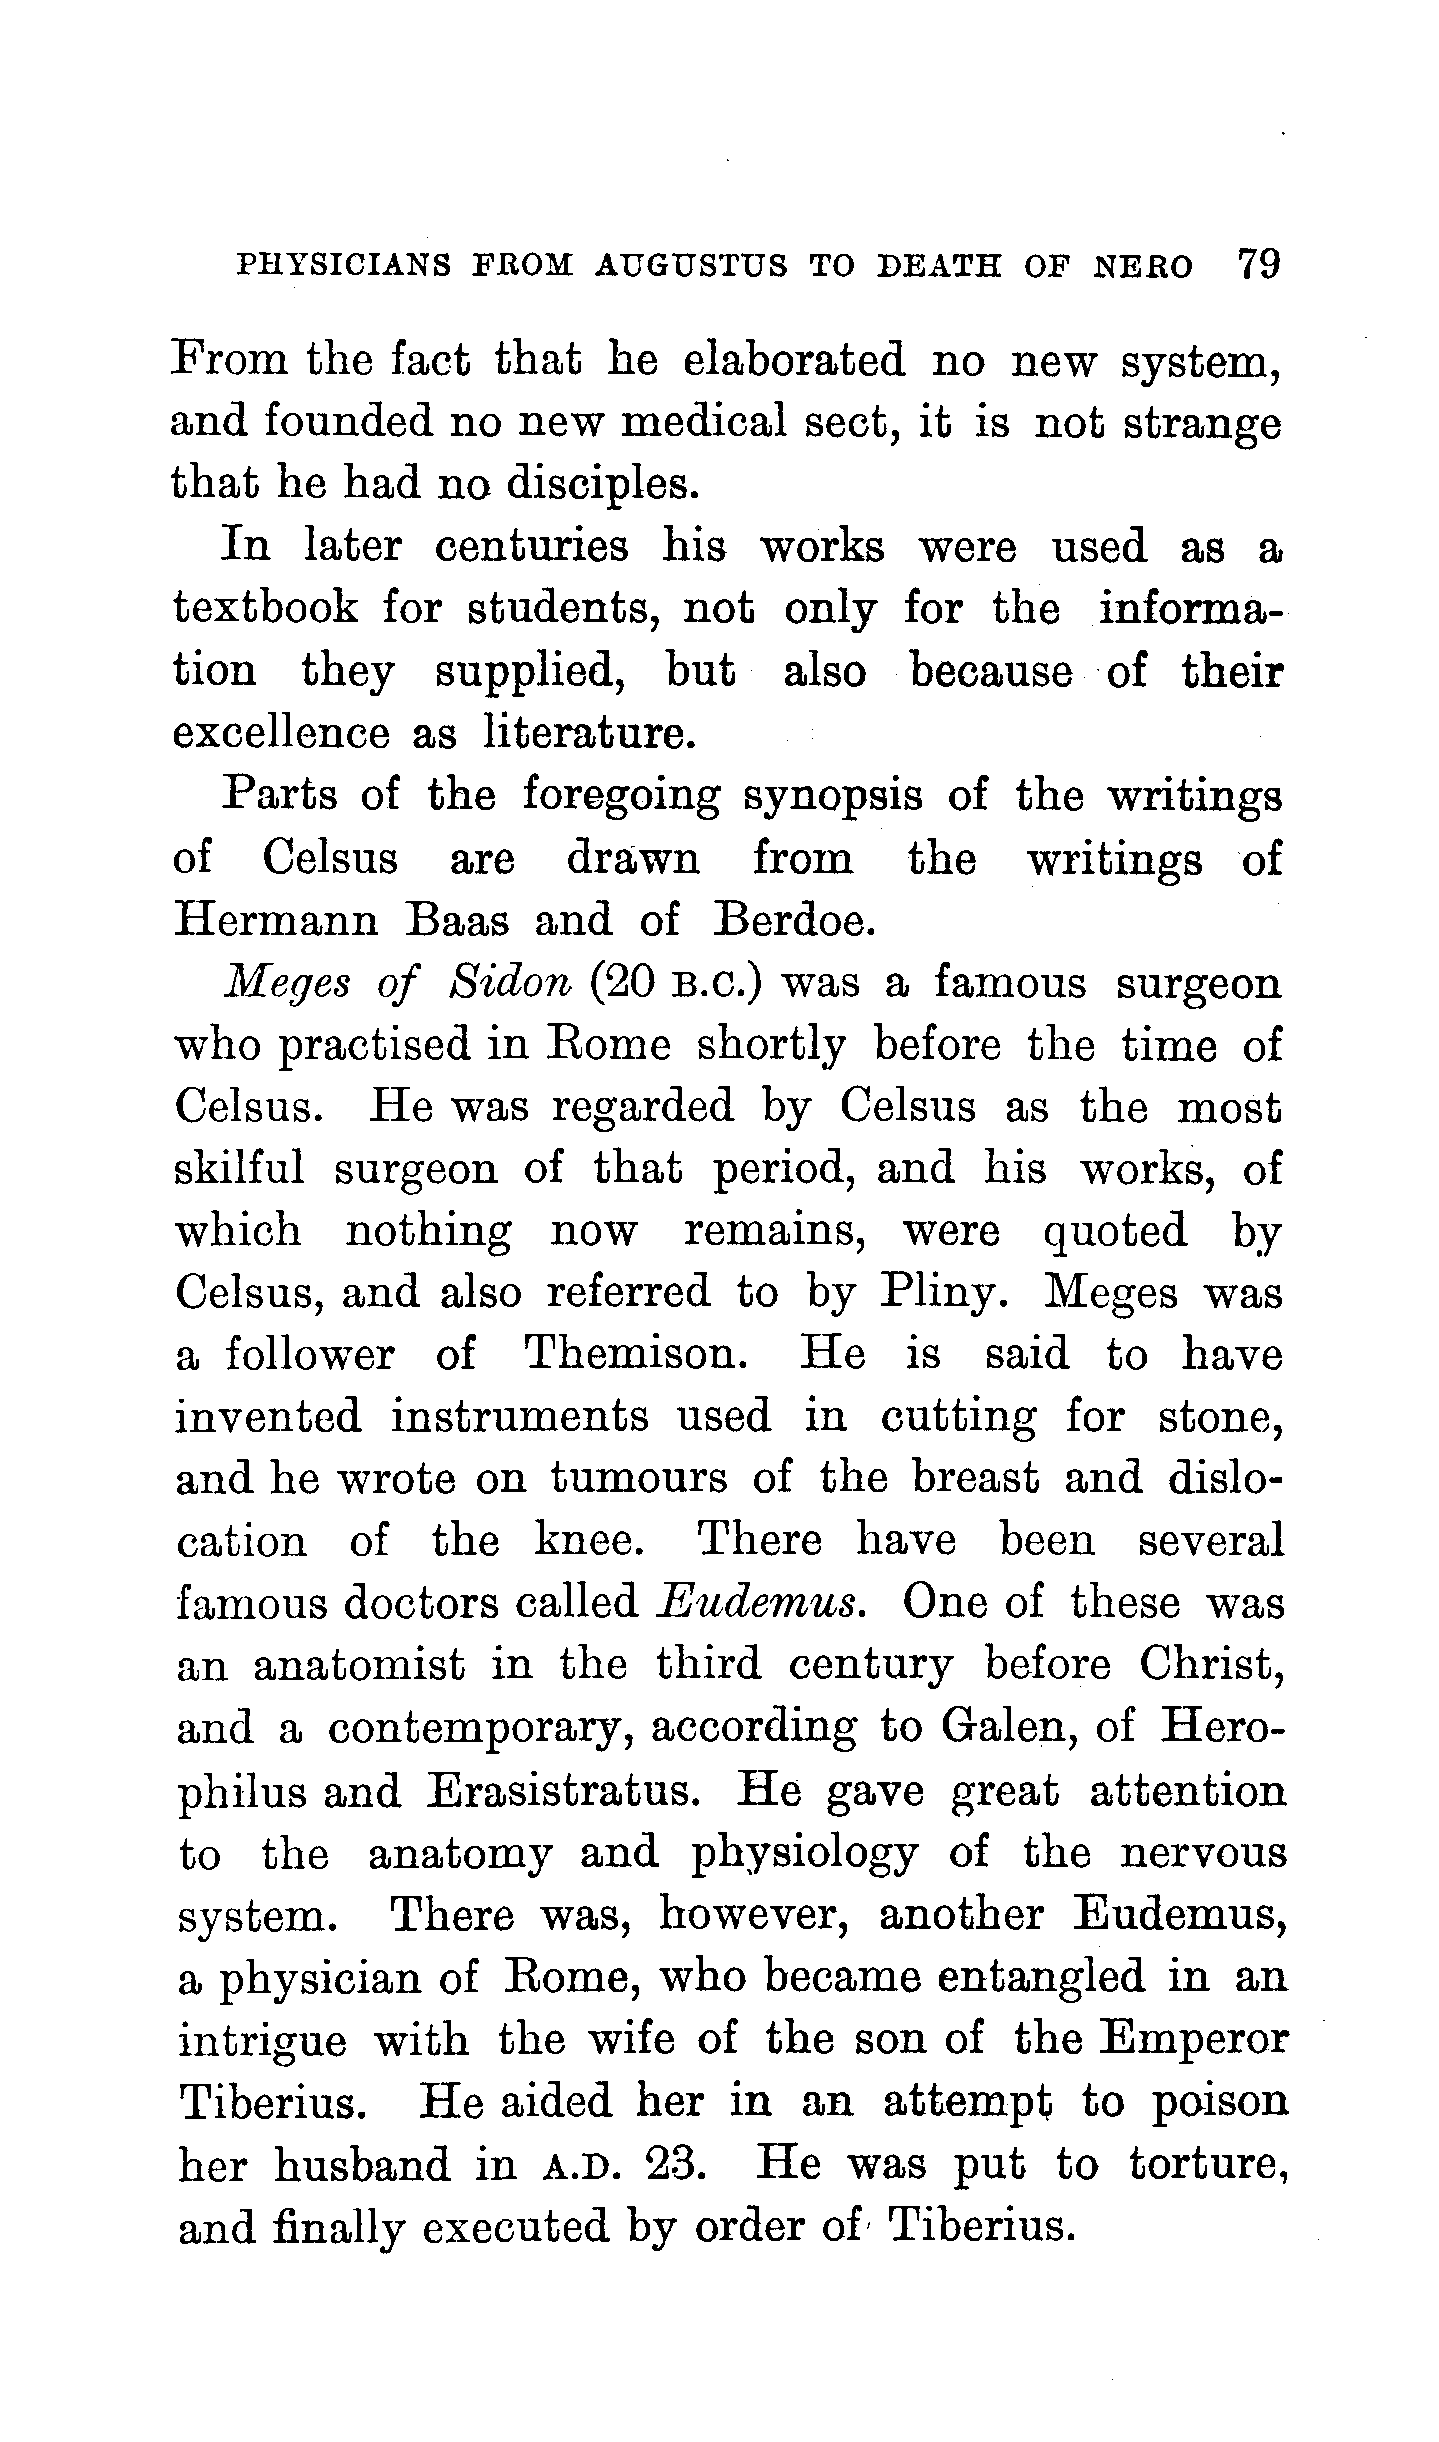 PHYSICIANS FROM AUGUSTUS TO DEATH OF NERO 79
From the fact that he elaborated no new system,
and founded no new medical sect, it is not strange
that he had no disciples.
In later centuries his works were used as a
textbook for students, not only for the informa-
tion they supplied, but also because of their
excellence as literature.
Parts of the foregoing synopsis of the writings
of Celsus are drawn from the writings of
Hermann Baas and of Berdoe.
Meges of Sidon (20 B.C.) was a famous surgeon
who practised in Rome shortly before the time of
Celsus. He was regarded by Celsus as the most
skilful surgeon of that period, and his works, of
which nothing now remains, were quoted by
Celsus, and also referred to by Pliny. Meges was
a follower of Themison. He is said to have
invented instruments used in cutting for stone,
and he wrote on tumours of the breast and dislo-
cation of the knee. There have been several
famous doctors called Eudemus. One of these was
an anatomist in the third century before Christ,
and a contemporary, according to Galen, of Hero-
philus and Erasistratus. He gave great attention
to the anatomy and physiology of the nervous
system. There was, however, another Eudemus,
a physician of Rome, who became entangled in an
intrigue with the wife of the son of the Emperor
Tiberius. He aided her in an attempt to poison
her husband in A.D. 23. He was put to torture,
and finally executed by order of Tiberius.